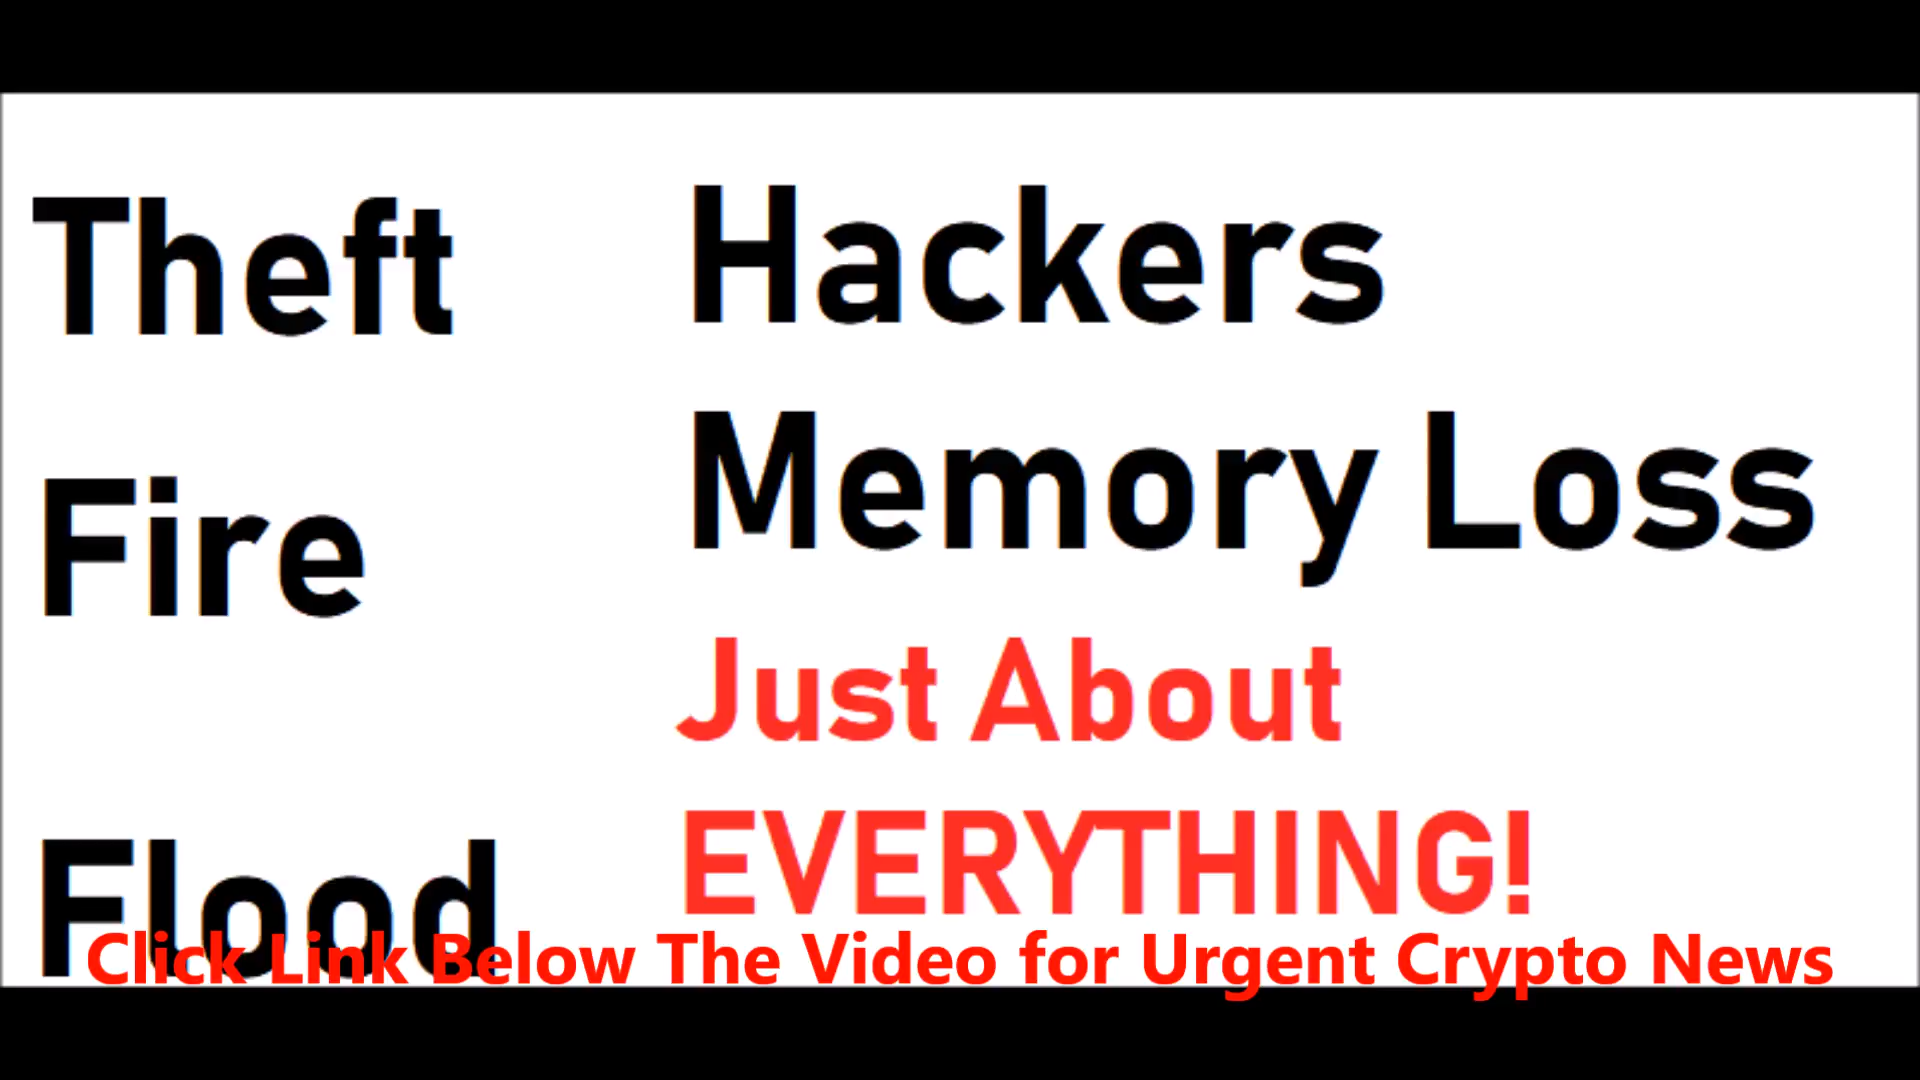 Theft
Fire
Flood
Hackers
Memory Loss
Just About
EVERYTHING!
Click Link Below The Video for Urgent Crypto News